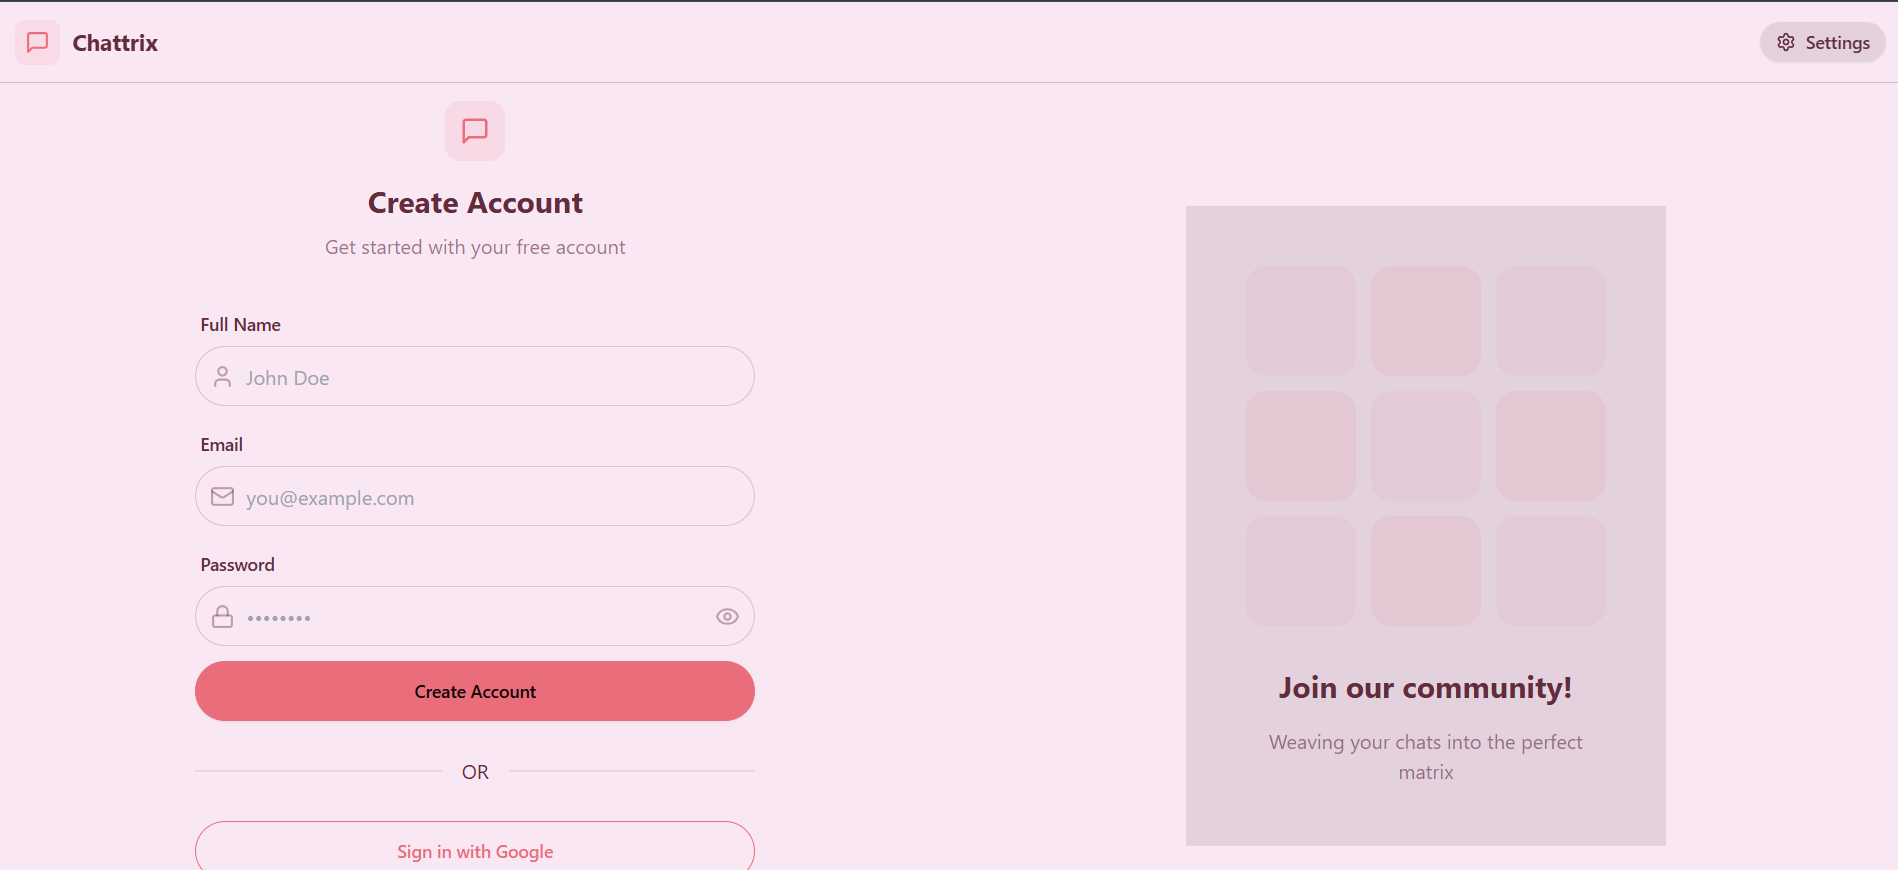 Chattrix
Settings
Create Account
Get started with your free account
Full Name
John Doe
Email
you@example.com
Password
••••••••
Create Account
OR
Sign in with Google
Join our community!
Weaving your chats into the perfect
matrix